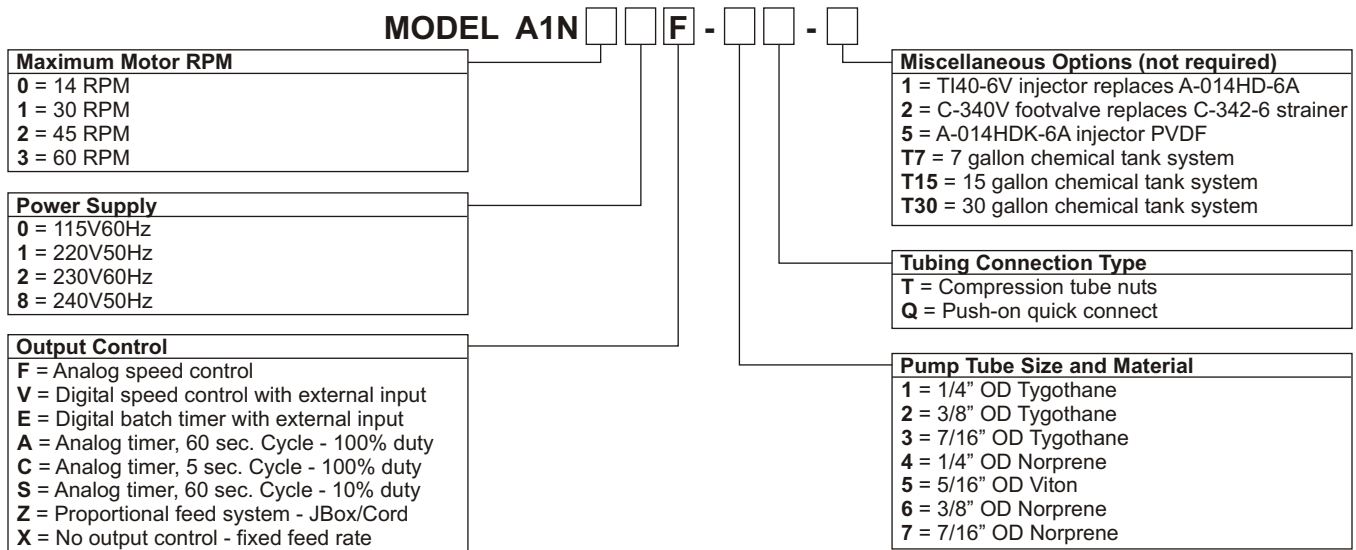 MODEL A1N F - -
Maximum Motor RPM
0 = 14 RPM
1 = 30 RPM
2 = 45 RPM
3 = 60 RPM
Power Supply
0 = 115V60Hz
1 = 220V50Hz
2 = 230V60Hz
8 = 240V50Hz
Output Control
F = Analog speed control
V = Digital speed control with external input
E = Digital batch timer with external input
A = Analog timer, 60 sec. Cycle - 100% duty
C = Analog timer, 5 sec. Cycle - 100% duty
S = Analog timer, 60 sec. Cycle - 10% duty
Z = Proportional feed system - JBox/Cord
X = No output control - fixed feed rate
Miscellaneous Options (not required)
1 = TI40-6V injector replaces A-014HD-6A
2 = C-340V footvalve replaces C-342-6 strainer
5 = A-014HDK-6A injector PVDF
T7 = 7 gallon chemical tank system
T15 = 15 gallon chemical tank system
T30 = 30 gallon chemical tank system
Tubing Connection Type
T = Compression tube nuts
Q = Push-on quick connect
Pump Tube Size and Material
1 = 1/4” OD Tygothane
2 = 3/8” OD Tygothane
3 = 7/16” OD Tygothane
4 = 1/4” OD Norprene
5 = 5/16” OD Viton
6 = 3/8” OD Norprene
7 = 7/16” OD Norprene